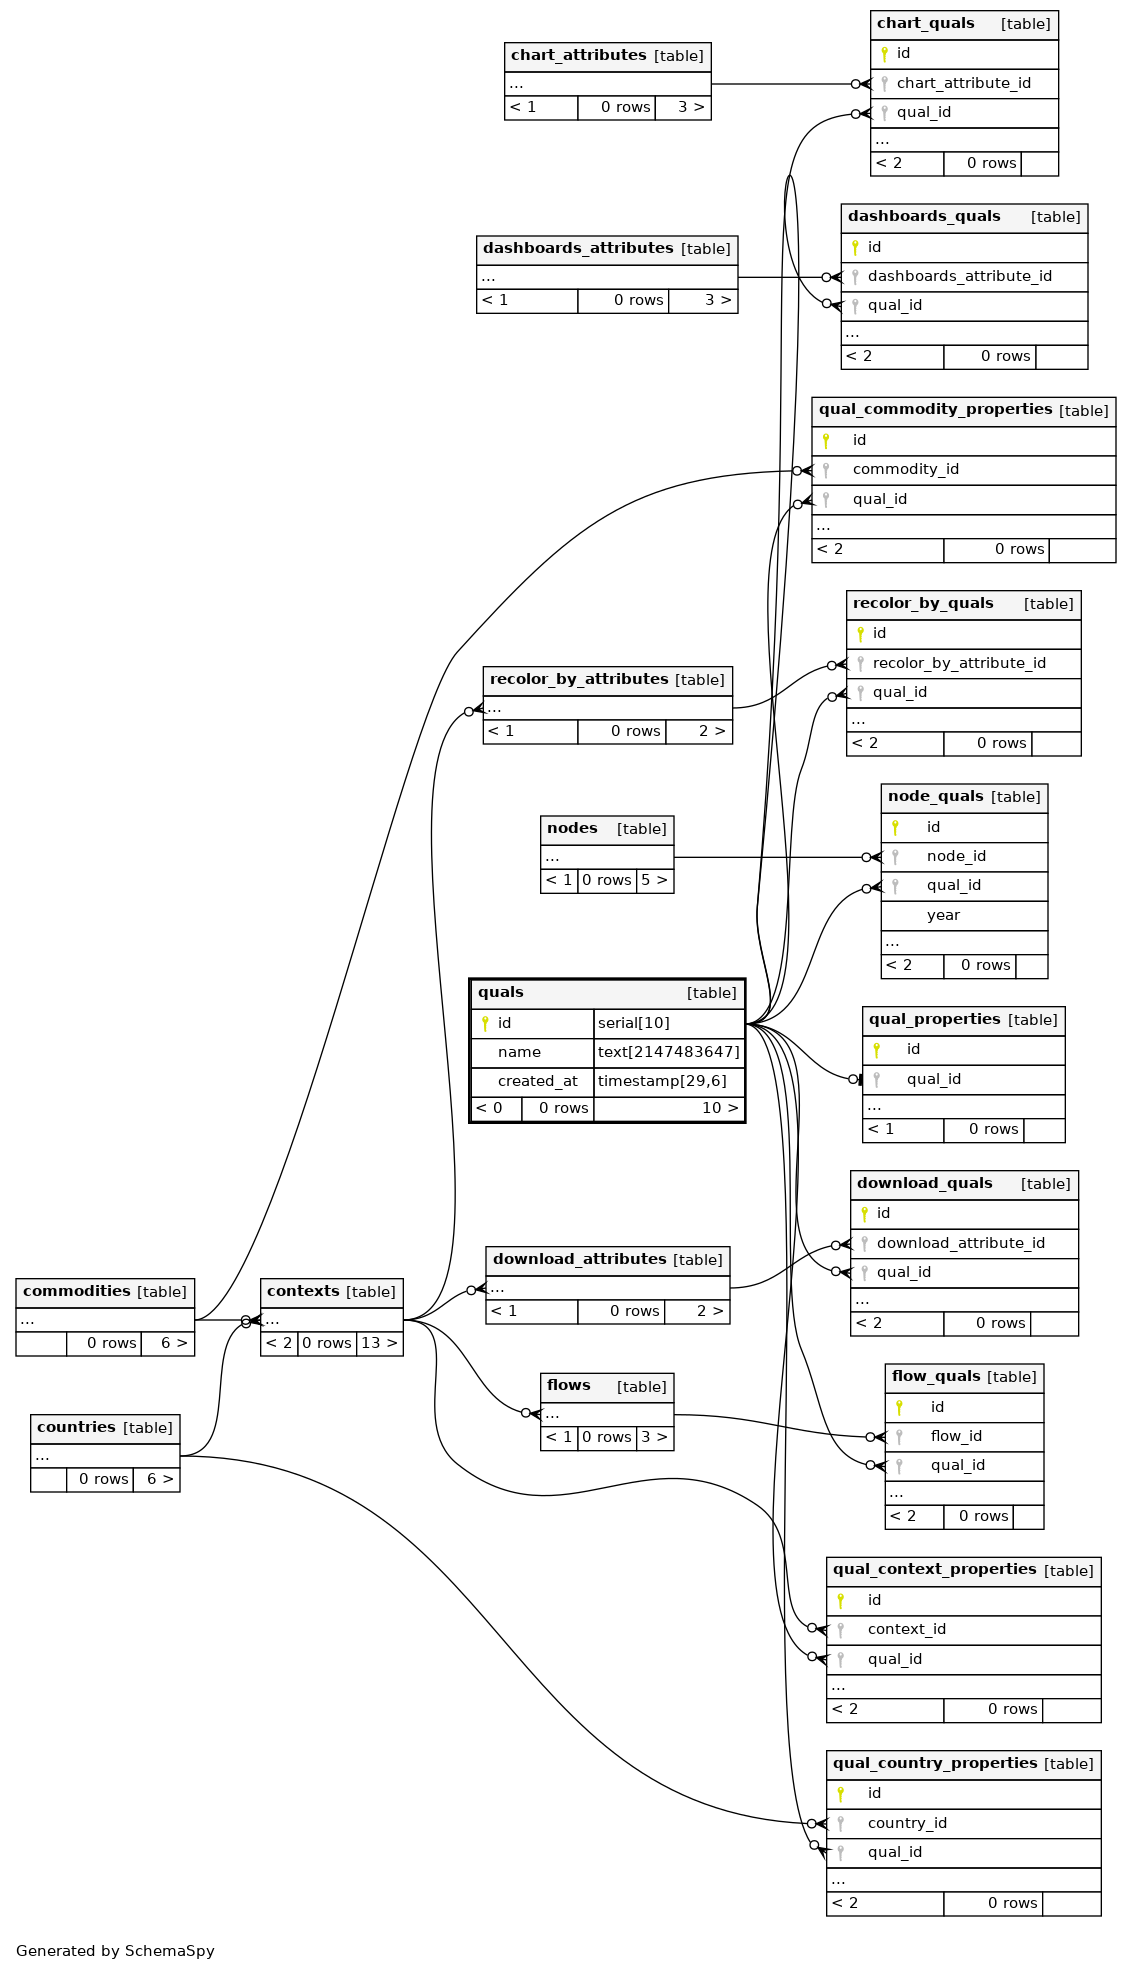 chart_quals [table]
id
chart_attribute_id
qual_id
...
< 2 0 rows
chart_attributes [table]
...
< 1 0 rows 3 >
dashboards_quals [table]
id
dashboards_attribute_id
qual_id
...
< 2 0 rows
dashboards_attributes [table]
...
< 1 0 rows 3 >
qual_commodity_properties [table]
id
commodity_id
qual_id
...
< 2 0 rows
recolor_by_quals [table]
id
recolor_by_attribute_id
qual_id
...
< 2 0 rows
recolor_by_attributes [table]
...
< 1 0 rows 2 >
node_quals [table]
id
node_id
qual_id
year
...
< 2 0 rows
nodes [table]
...
< 1 0 rows 5 >
quals [table]
id serial[10]
name text[2147483647]
created_at timestamp[29,6]
< 0 0 rows 10 >
qual_properties [table]
id
qual_id
...
< 1 0 rows
download_quals [table]
id
download_attribute_id
qual_id
...
< 2 0 rows
download_attributes [table]
...
< 1 0 rows 2 >
commodities [table]
...
0 rows 6 >
contexts [table]
...
< 2 0 rows 13 >
flows [table]
...
< 1 0 rows 3 >
flow_quals [table]
id
flow_id
qual_id
...
< 2 0 rows
countries [table]
...
0 rows 6 >
qual_context_properties [table]
id
context_id
qual_id
...
< 2 0 rows
qual_country_properties [table]
id
country_id
qual_id
...
< 2 0 rows
Generated by SchemaSpy